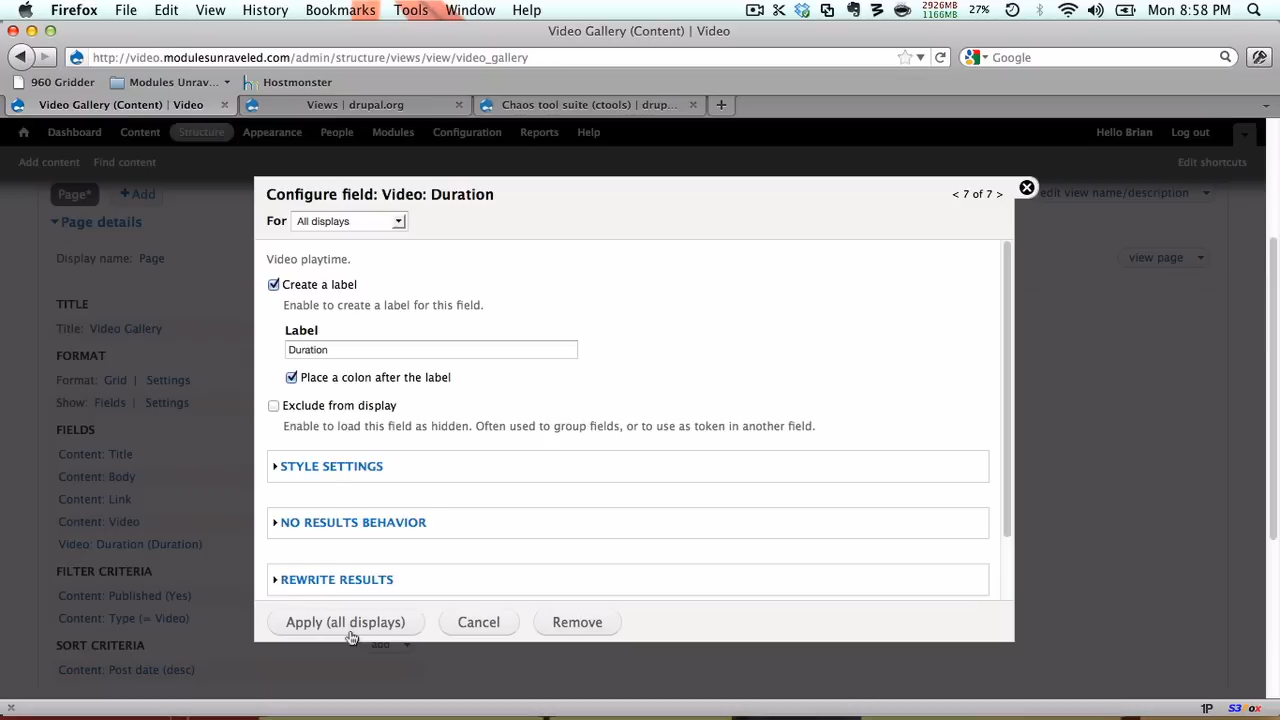 Firefox File Edit View History Bookmarks Tools Window Help 2926MB 1166MB 27% Mon 8:58 PM
Video Gallery (Content) | Video
http://video.modulesunraveled.com/admin/structure/views/view/video_gallery Google
960 Gridder Modules Unrav... Hostmonster
Video Gallery (Content) | Video Views | drupal.org Chaos tool suite (ctools) | drup...
Dashboard Content Structure Appearance People Modules Configuration Reports Help Hello Brian Log out
Add content Find content Edit shortcuts
Page* +Add edit view name/description
Page details
Display name: Page view page
TITLE
Title: Video Gallery
FORMAT
Format: Grid | Settings
Show: Fields | Settings
FIELDS
Content: Title
Content: Body
Content: Link
Content: Video
Video: Duration (Duration)
FILTER CRITERIA
Content: Published (Yes)
Content: Type (= Video)
SORT CRITERIA add
Content: Post date (desc)
Configure field: Video: Duration < 7 of 7 >
For All displays
Video playtime.
Create a label
Enable to create a label for this field.
Label
Duration
Place a colon after the label
Exclude from display
Enable to load this field as hidden. Often used to group fields, or to use as token in another field.
STYLE SETTINGS
NO RESULTS BEHAVIOR
REWRITE RESULTS
Apply (all displays) Cancel Remove
1P S3Fox